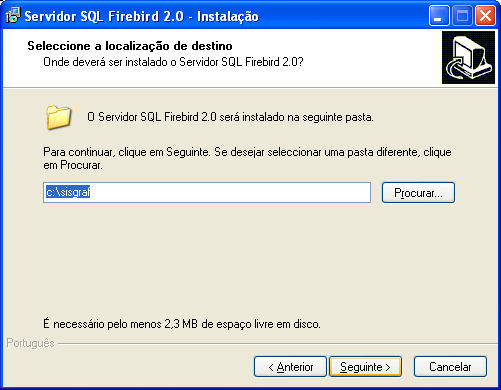 Servidor SQL Firebird 2.0 - Instalação
Seleccione a localização de destino
Onde deverá ser instalado o Servidor SQL Firebird 2.0?
O Servidor SQL Firebird 2.0 será instalado na seguinte pasta.
Para continuar, clique em Seguinte. Se desejar seleccionar uma pasta diferente, clique
em Procurar.
c:\sisgraf
Procurar...
É necessário pelo menos 2,3 MB de espaço livre em disco.
Português
< Anterior
Seguinte >
Cancelar